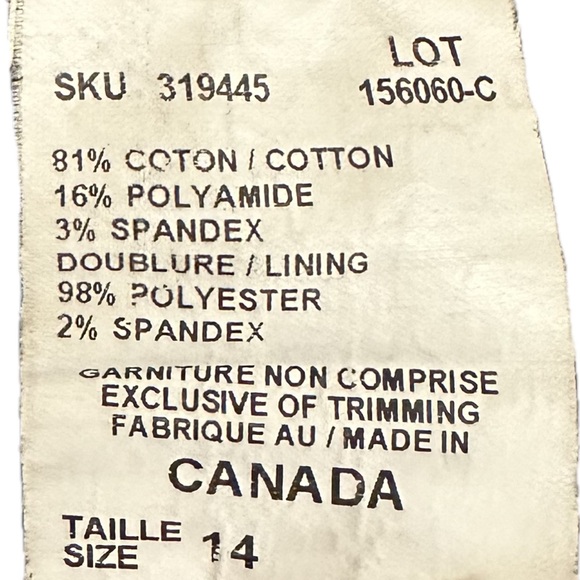 LOT
SKU 319445 156060-C
81% COTON / COTTON
16% POLYAMIDE
3% SPANDEX
DOUBLURE / LINING
98% POLYESTER
2% SPANDEX
GARNITURE NON COMPRISE
EXCLUSIVE OF TRIMMING
FABRIQUE AU / MADE IN
CANADA
TAILLE
SIZE 14